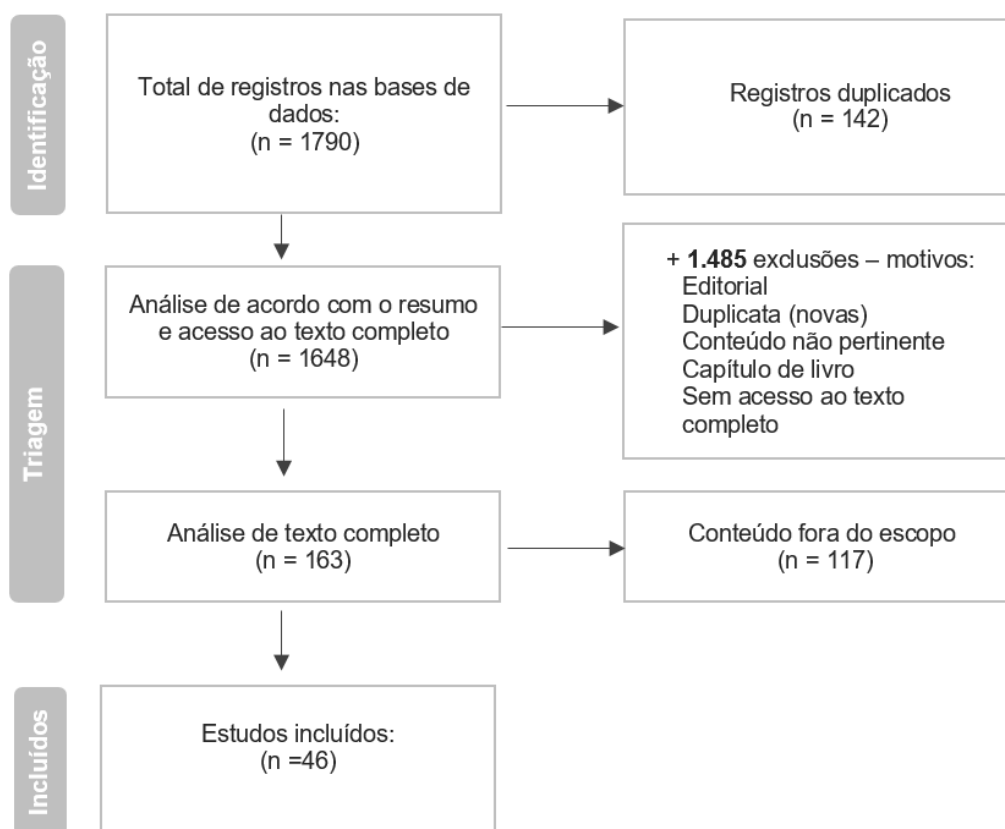 Identificação
Total de registros nas bases de
dados:
(n = 1790)
Registros duplicados
(n = 142)
Triagem
Análise de acordo com o resumo
e acesso ao texto completo
(n = 1648)
+ 1.485 exclusões – motivos:
Editorial
Duplicata (novas)
Conteúdo não pertinente
Capítulo de livro
Sem acesso ao texto
completo
Análise de texto completo
(n = 163)
Conteúdo fora do escopo
(n = 117)
Incluídos
Estudos incluídos:
(n =46)